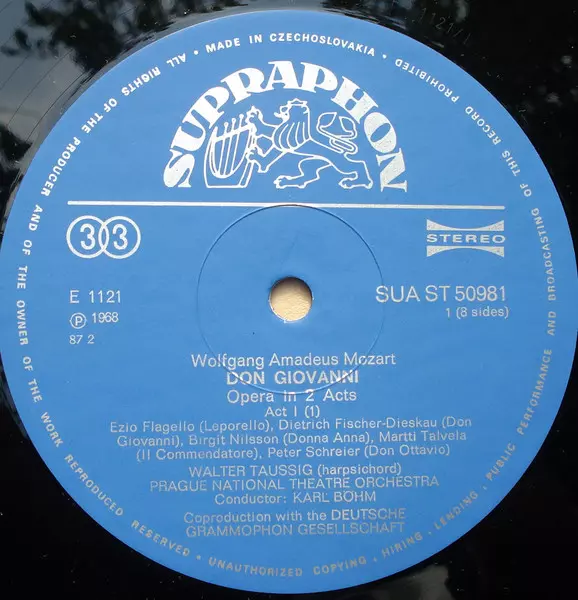 ALL RIGHTS OF THE PRODUCER AND OF THE OWNER OF THE WORK REPRODUCED RESERVED • UNAUTHORIZED COPYING, HIRING, LENDING, PUBLIC PERFORMANCE AND BROADCASTING OF THIS RECORD PROHIBITED • MADE IN CZECHOSLOVAKIA •
SUPRAPHON
33
STEREO
E 1121
SUA ST 50981
Ⓟ 1968
1 (8 sides)
87 2
Wolfgang Amadeus Mozart
DON GIOVANNI
Opera in 2 Acts
Act I (1)
Ezio Flagello (Leporello), Dietrich Fischer-Dieskau (Don
Giovanni), Birgit Nilsson (Donna Anna), Martti Talvela
(Il Commendatore), Peter Schreier (Don Ottavio)
WALTER TAUSSIG (harpsichord)
PRAGUE NATIONAL THEATRE ORCHESTRA
Conductor: KARL BÖHM
Coproduction with the DEUTSCHE
GRAMMOPHON GESELLSCHAFT